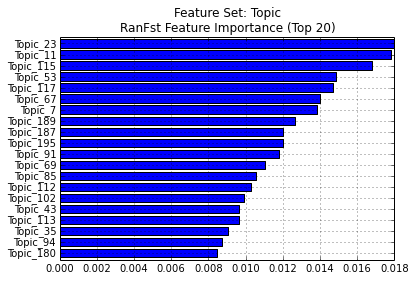 Feature Set: Topic
RanFst Feature Importance (Top 20)
Topic_23
Topic_11
Topic_115
Topic_53
Topic_117
Topic_67
Topic_7
Topic_189
Topic_187
Topic_195
Topic_91
Topic_69
Topic_85
Topic_112
Topic_102
Topic_43
Topic_113
Topic_35
Topic_94
Topic_180
0.000 0.002 0.004 0.006 0.008 0.010 0.012 0.014 0.016 0.018